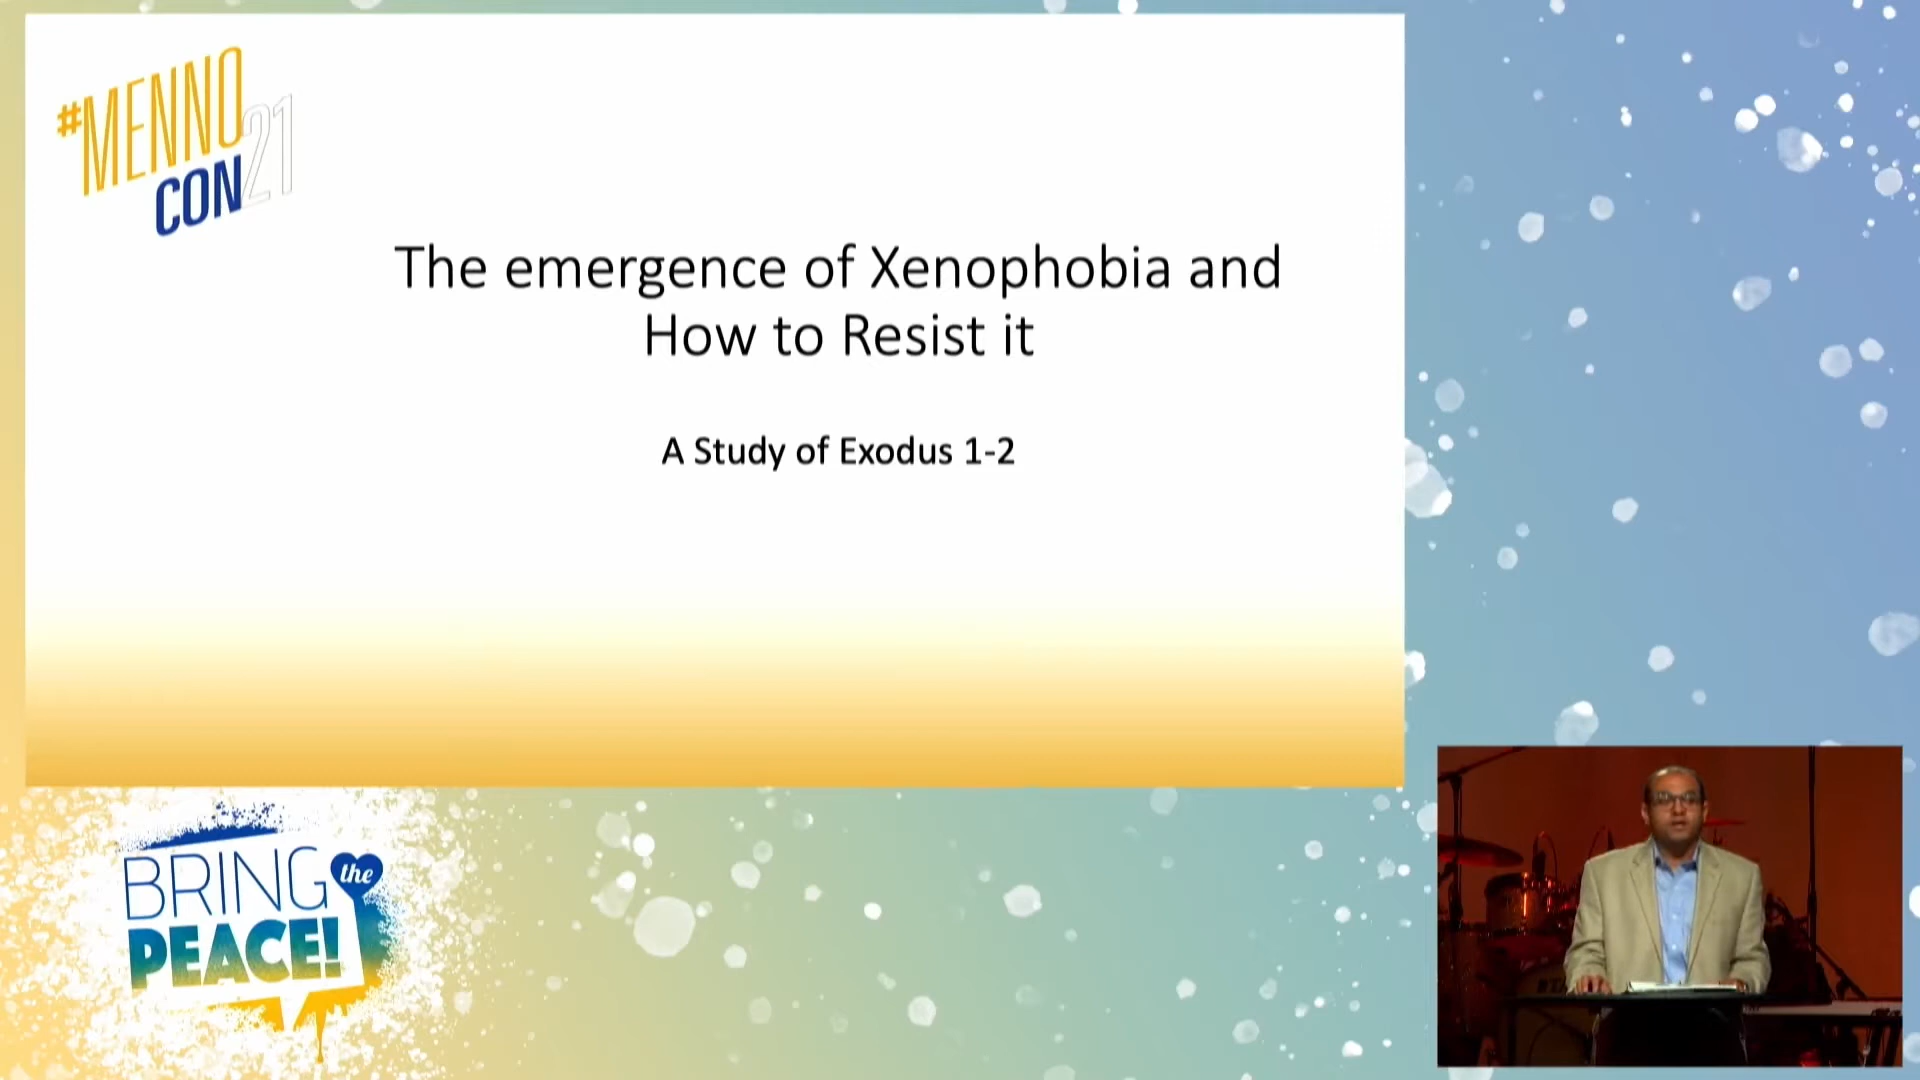 #MENNO
CON21
The emergence of Xenophobia and
How to Resist it
A Study of Exodus 1-2
BRING the
PEACE!